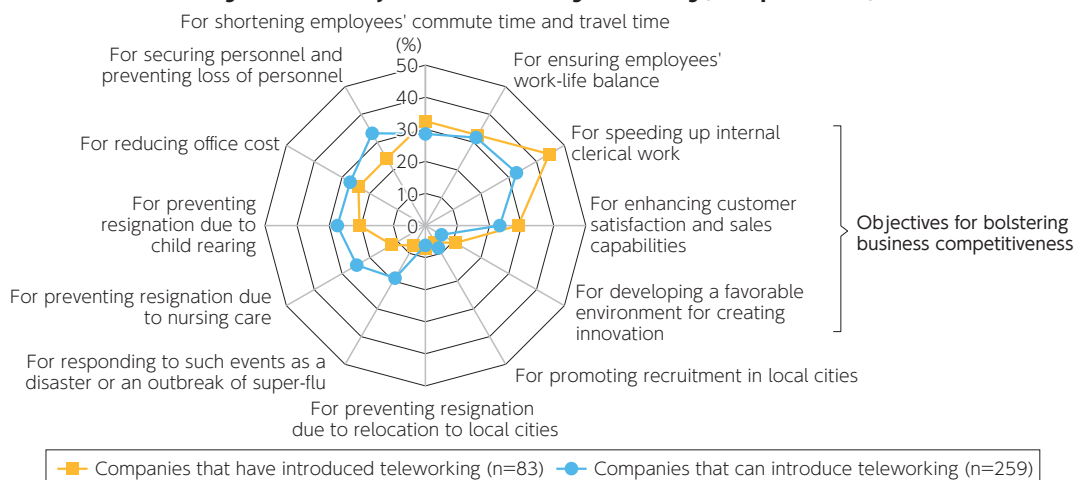 For shortening employees' commute time and travel time
(%)
50
40
30
20
10
0
For ensuring employees'
work-life balance
For speeding up internal
clerical work
For enhancing customer
satisfaction and sales
capabilities
Objectives for bolstering
business competitiveness
For developing a favorable
environment for creating
innovation
For promoting recruitment in local cities
For preventing resignation
due to relocation to local cities
For responding to such events as a
disaster or an outbreak of super-flu
For preventing resignation due
to nursing care
For preventing
resignation due to
child rearing
For reducing office cost
For securing personnel and
preventing loss of personnel
Companies that have introduced teleworking (n=83)
Companies that can introduce teleworking (n=259)